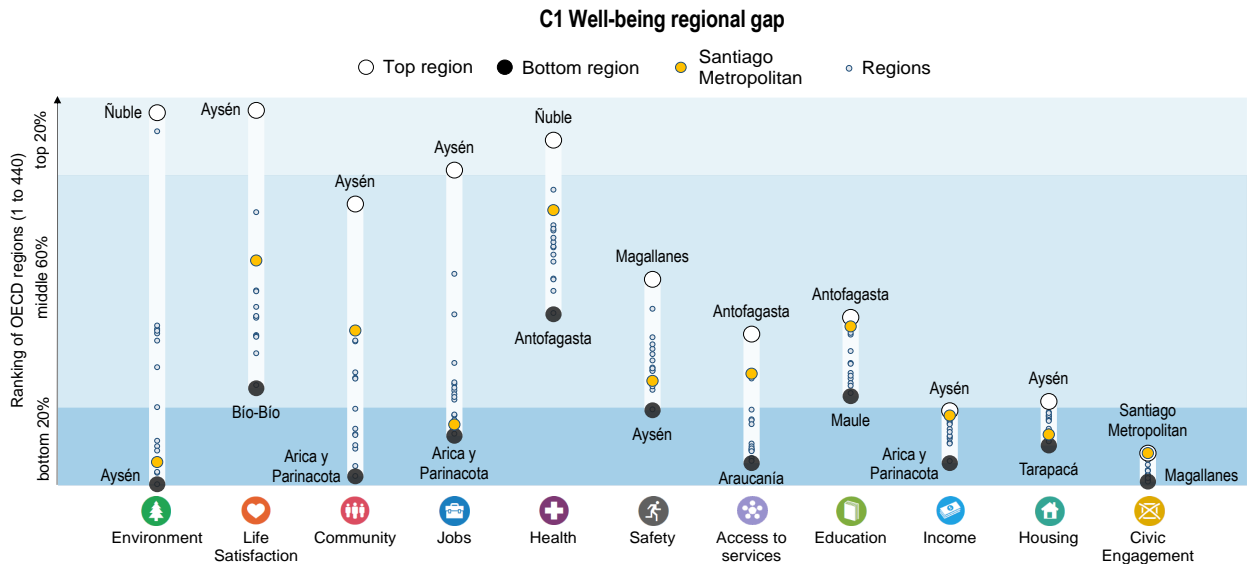 C1 Well-being regional gap
Top region
Bottom region
Santiago
Metropolitan
Regions
Ranking of OECD regions (1 to 440)
top 20%
middle 60%
bottom 20%
Ñuble
Aysén
Aysén
Bío-Bío
Aysén
Arica y
Parinacota
Aysén
Arica y
Parinacota
Ñuble
Antofagasta
Magallanes
Aysén
Antofagasta
Araucanía
Antofagasta
Maule
Aysén
Arica y
Parinacota
Aysén
Tarapacá
Santiago
Metropolitan
Magallanes
Environment
Life
Satisfaction
Community
Jobs
Health
Safety
Access to
services
Education
Income
Housing
Civic
Engagement